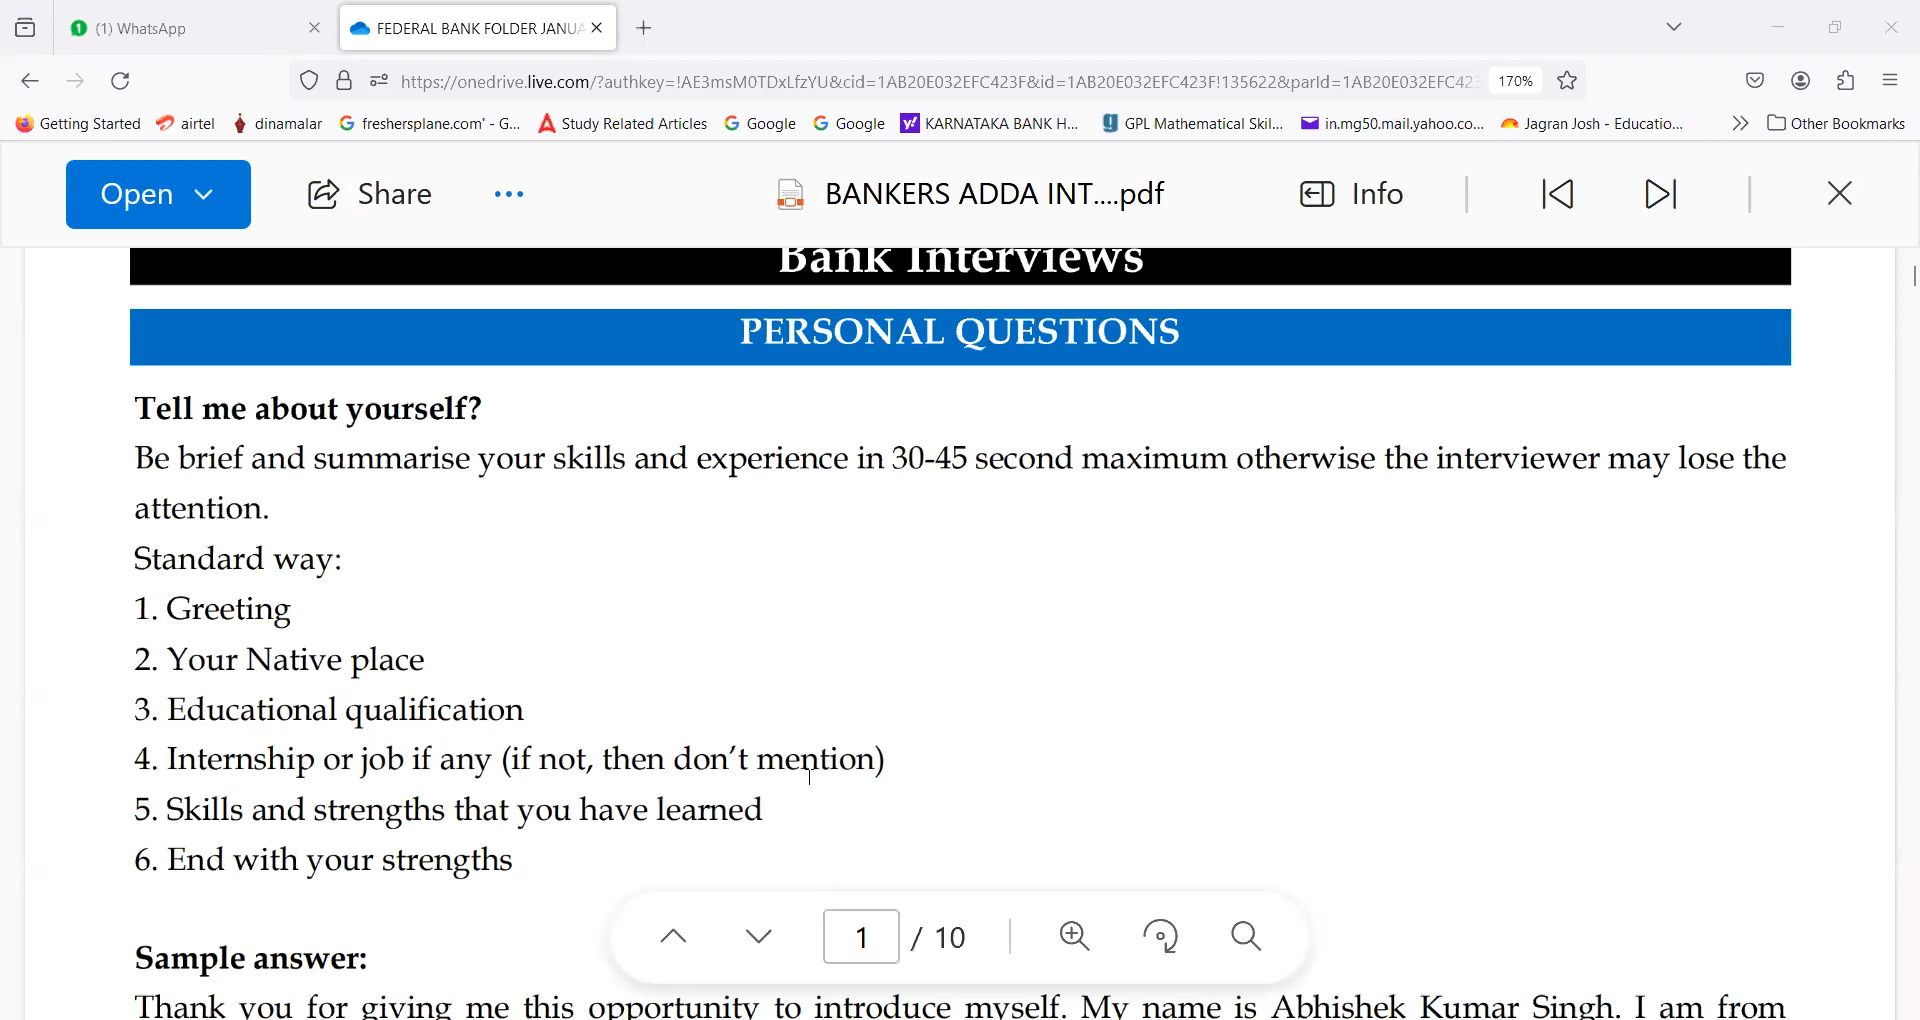 1 (1) WhatsApp
FEDERAL BANK FOLDER JANUA
https://onedrive.live.com/?authkey=!AE3msM0TDxLfzYU&cid=1AB20E032EFC423F&id=1AB20E032EFC423F!135622&parId=1AB20E032EFC423 170%
Getting Started airtel dinamalar freshersplane.com' - G... Study Related Articles Google Google KARNATAKA BANK H... GPL Mathematical Skil... in.mg50.mail.yahoo.co... Jagran Josh - Educatio... Other Bookmarks
Open Share BANKERS ADDA INT....pdf Info
Bank Interviews
PERSONAL QUESTIONS
Tell me about yourself?
Be brief and summarise your skills and experience in 30-45 second maximum otherwise the interviewer may lose the
attention.
Standard way:
1. Greeting
2. Your Native place
3. Educational qualification
4. Internship or job if any (if not, then don't mention)
5. Skills and strengths that you have learned
6. End with your strengths
1 / 10
Sample answer:
Thank you for giving me this opportunity to introduce myself. My name is Abhishek Kumar Singh. I am from